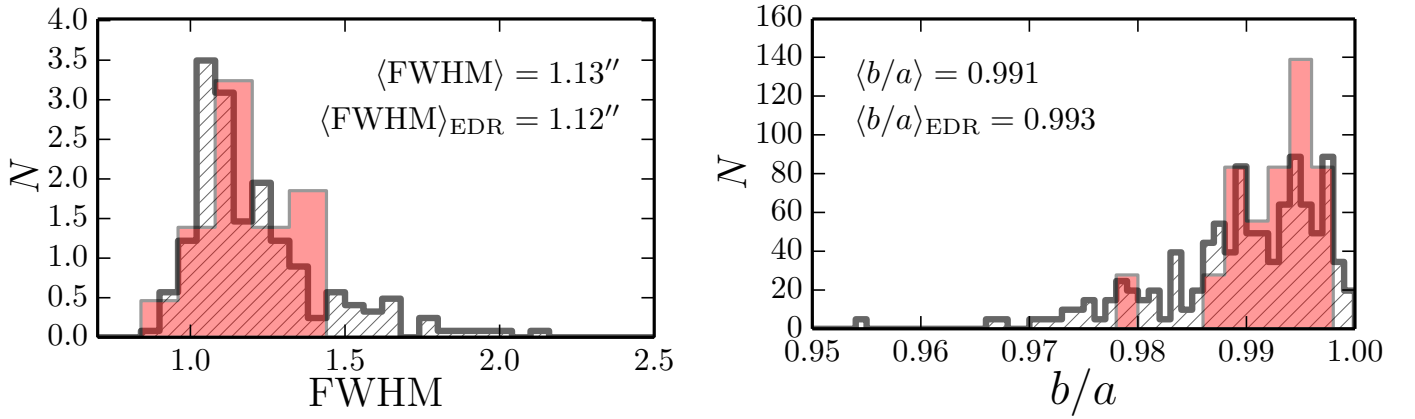 4.0
3.5
3.0
2.5
2.0
1.5
1.0
0.5
0.0
N
⟨FWHM⟩ = 1.13″
⟨FWHM⟩EDR = 1.12″
1.0 1.5 2.0 2.5
FWHM
160
140
120
100
80
60
40
20
0
N
⟨b/a⟩ = 0.991
⟨b/a⟩EDR = 0.993
0.95 0.96 0.97 0.98 0.99 1.00
b/a